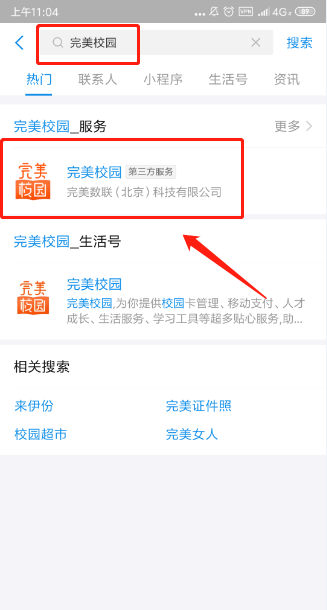 上午11:04
4G
89
完美校园
搜索
热门 联系人 小程序 生活号 资讯
完美校园_服务 更多
完美校园
完美校园 第三方服务
完美数联（北京）科技有限公司
完美校园_生活号
完美校园
完美校园
完美校园,为你提供校园卡管理、移动支付、人才
成长、生活服务、学习工具等超多贴心服务,助...
相关搜索
来伊份 完美证件照
校园超市 完美女人